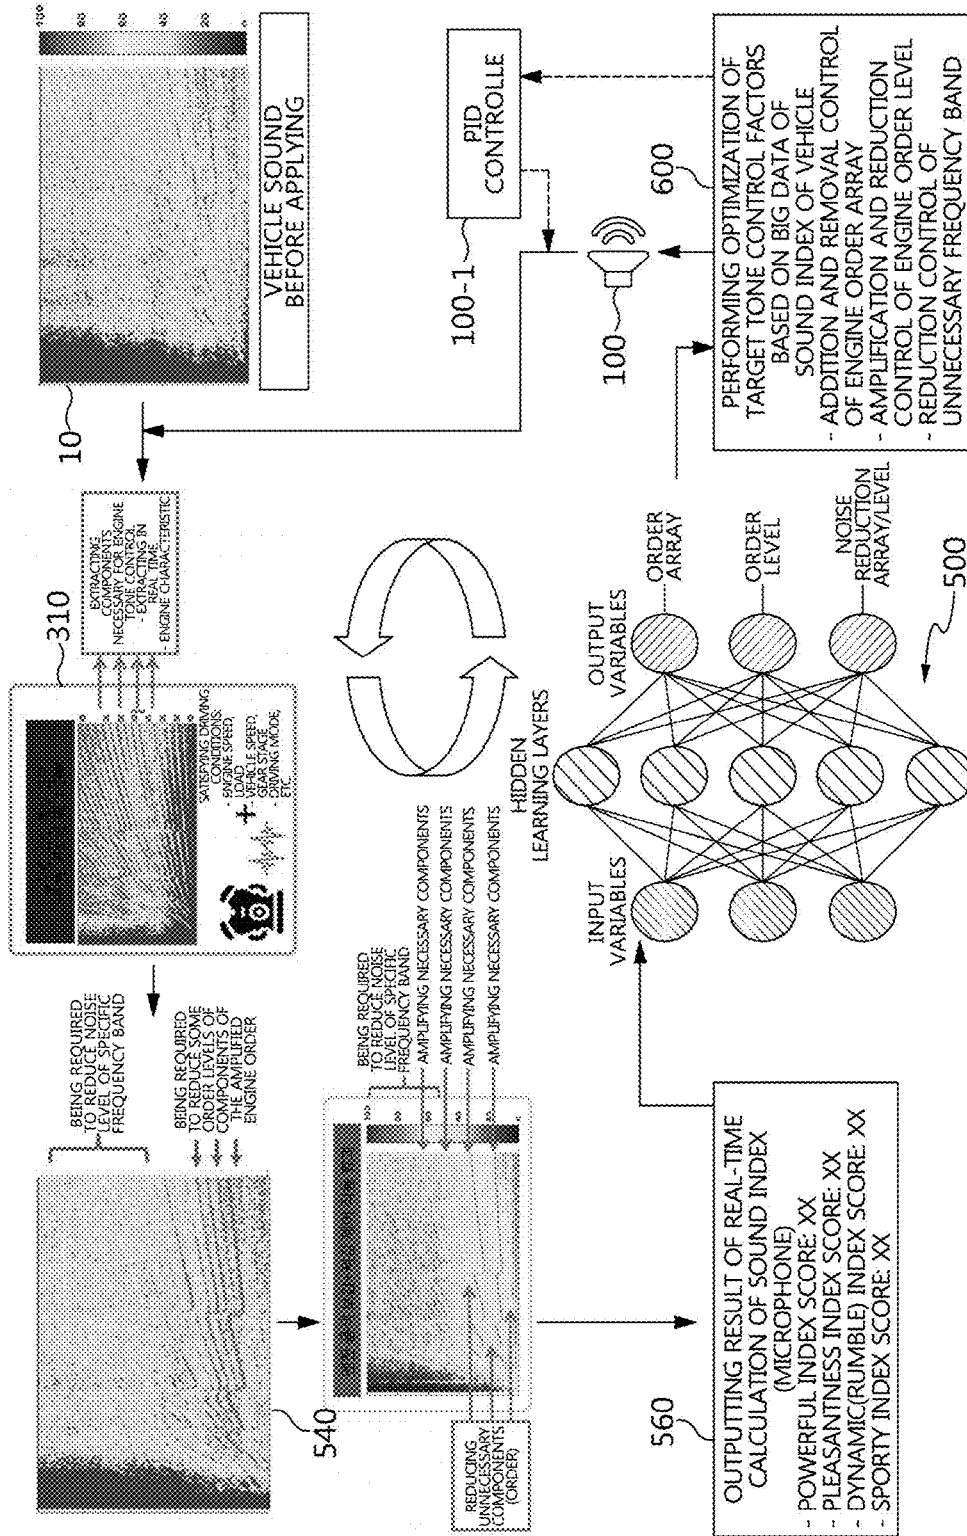 BEING REQUIRED
TO REDUCE NOISE
LEVEL OF SPECIFIC
FREQUENCY BAND
BEING REQUIRED
TO REDUCE SOME
ORDER LEVELS OF
COMPONENTS OF
THE AMPLIFIED
ENGINE ORDER
540
310
SATISFYING DRIVING
CONDITIONS:
- ENGINE SPEED,
LOAD
- VEHICLE SPEED,
GEAR STAGE
- DRIVING MODE,
ETC
+
EXTRACTING
COMPONENTS
NECESSARY FOR ENGINE
TONE CONTROL
- EXTRACTING IN
REAL TIME
- ENGINE CHARACTERISTIC
10
100
80
60
40
20
0
VEHICLE SOUND
BEFORE APPLYING
REDUCING
UNNECESSARY
COMPONENTS
(ORDER)
BEING REQUIRED
TO REDUCE NOISE
LEVEL OF SPECIFIC
FREQUENCY BAND
AMPLIFYING NECESSARY COMPONENTS
AMPLIFYING NECESSARY COMPONENTS
AMPLIFYING NECESSARY COMPONENTS
AMPLIFYING NECESSARY COMPONENTS
100-1
PID
CONTROLLE
100
560
OUTPUTTING RESULT OF REAL-TIME
CALCULATION OF SOUND INDEX
(MICROPHONE)
- POWERFUL INDEX SCORE: XX
- PLEASANTNESS INDEX SCORE: XX
- DYNAMIC(RUMBLE) INDEX SCORE: XX
- SPORTY INDEX SCORE: XX
INPUT
VARIABLES
HIDDEN
LEARNING LAYERS
OUTPUT
VARIABLES
ORDER
ARRAY
ORDER
LEVEL
NOISE
REDUCTION
ARRAY/LEVEL
500
600
PERFORMING OPTIMIZATION OF
TARGET TONE CONTROL FACTORS
BASED ON BIG DATA OF
SOUND INDEX OF VEHICLE
- ADDITION AND REMOVAL CONTROL
OF ENGINE ORDER ARRAY
- AMPLIFICATION AND REDUCTION
CONTROL OF ENGINE ORDER LEVEL
- REDUCTION CONTROL OF
UNNECESSARY FREQUENCY BAND